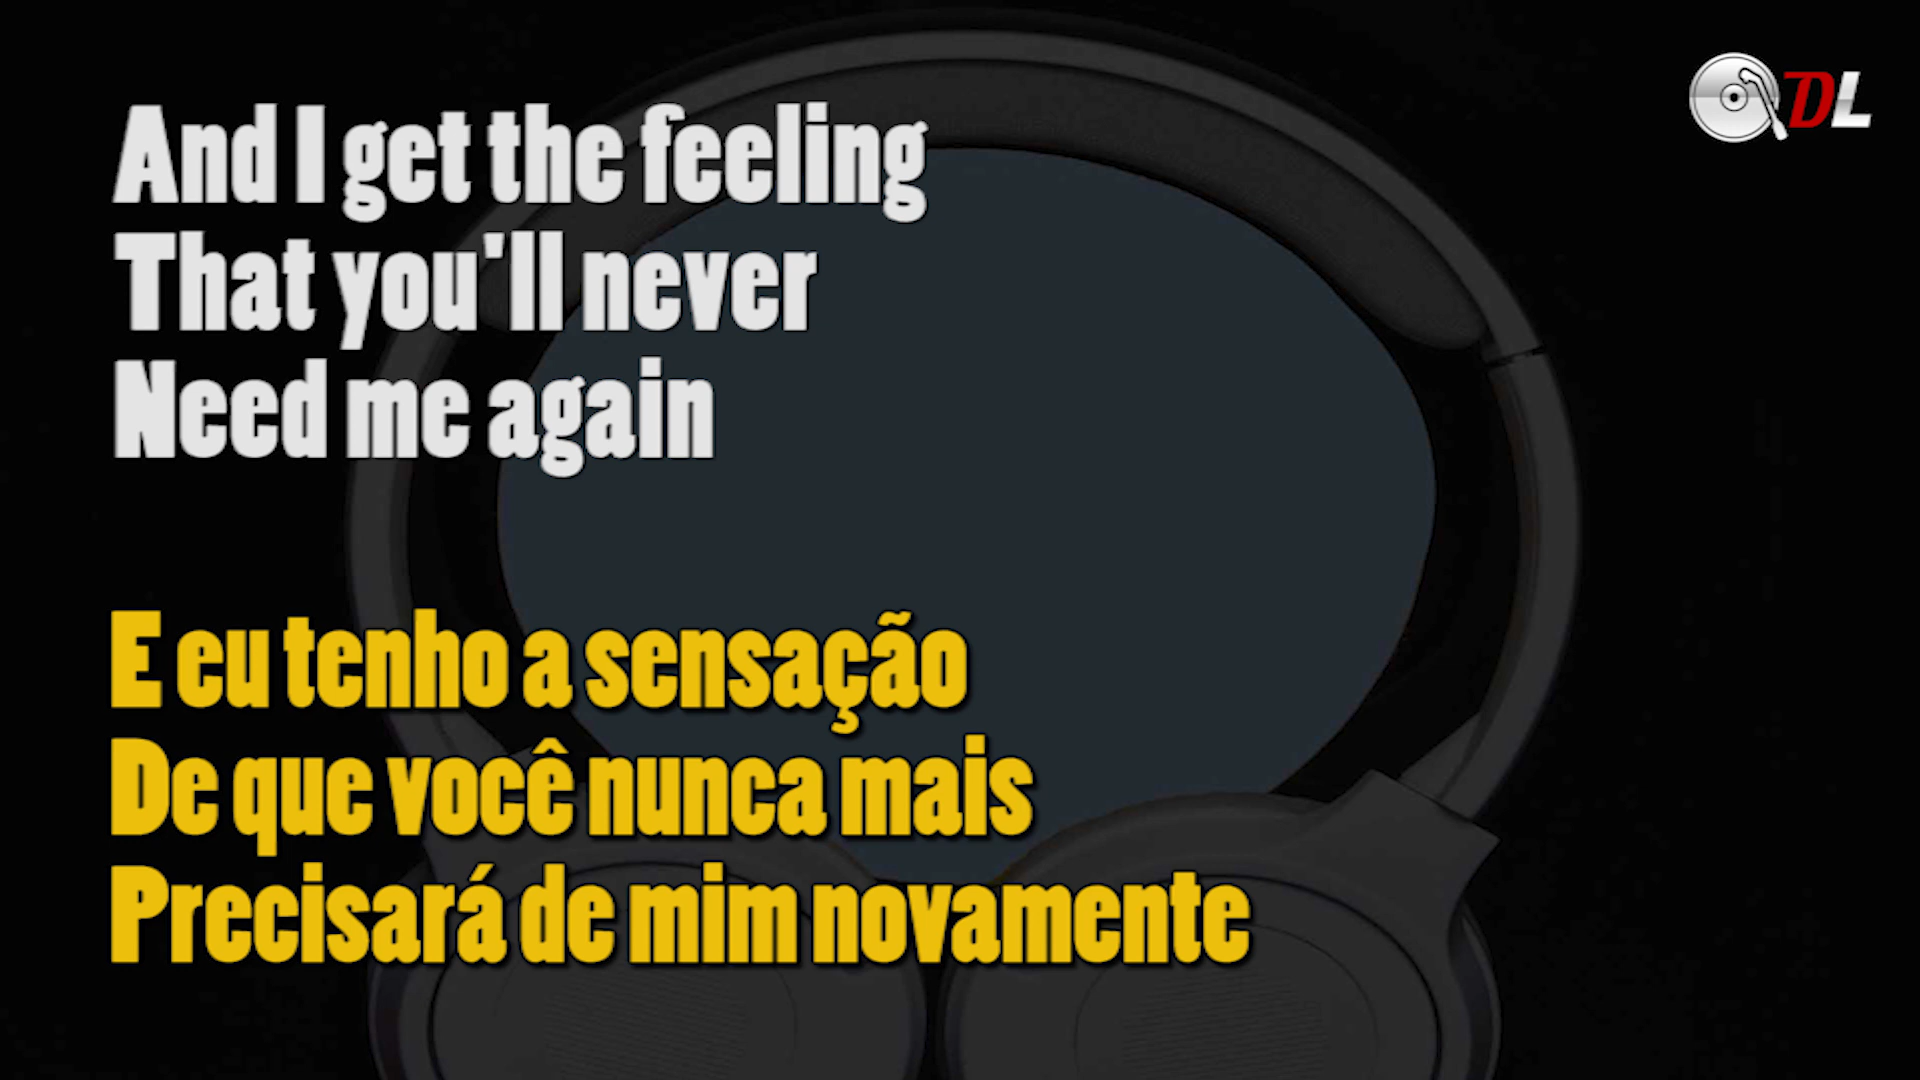 DL
And I get the feeling
That you'll never
Need me again
E eu tenho a sensação
De que você nunca mais
Precisará de mim novamente